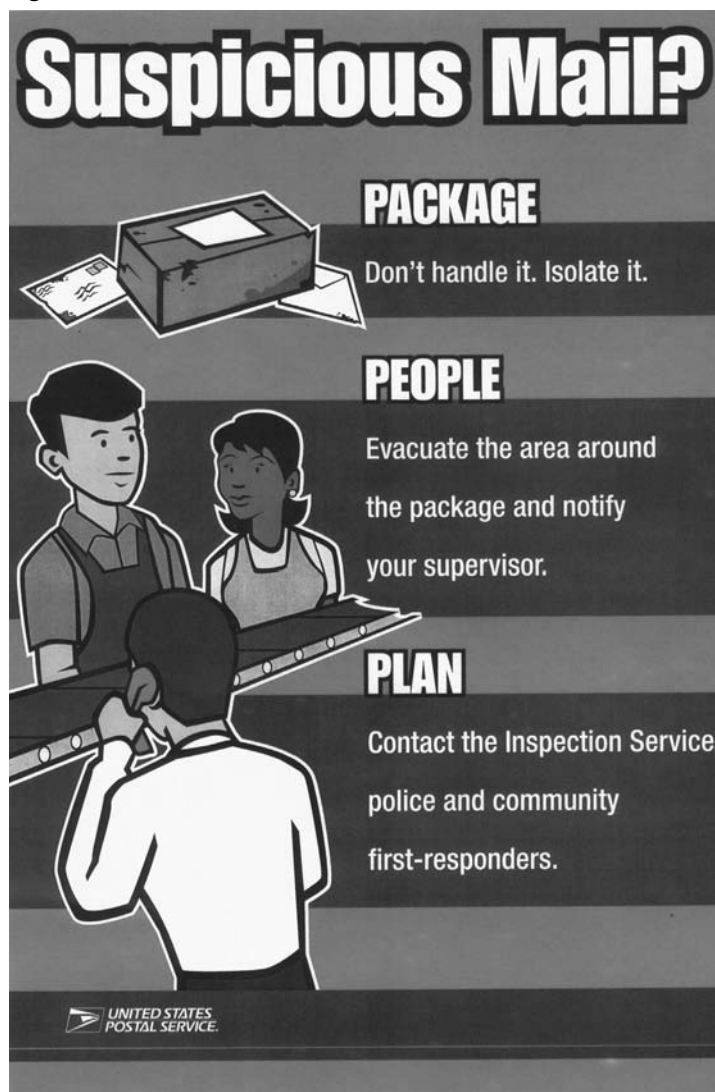 Suspicious Mail?
PACKAGE
Don't handle it. Isolate it.
PEOPLE
Evacuate the area around
the package and notify
your supervisor.
PLAN
Contact the Inspection Service
police and community
first-responders.
UNITED STATES
POSTAL SERVICE.